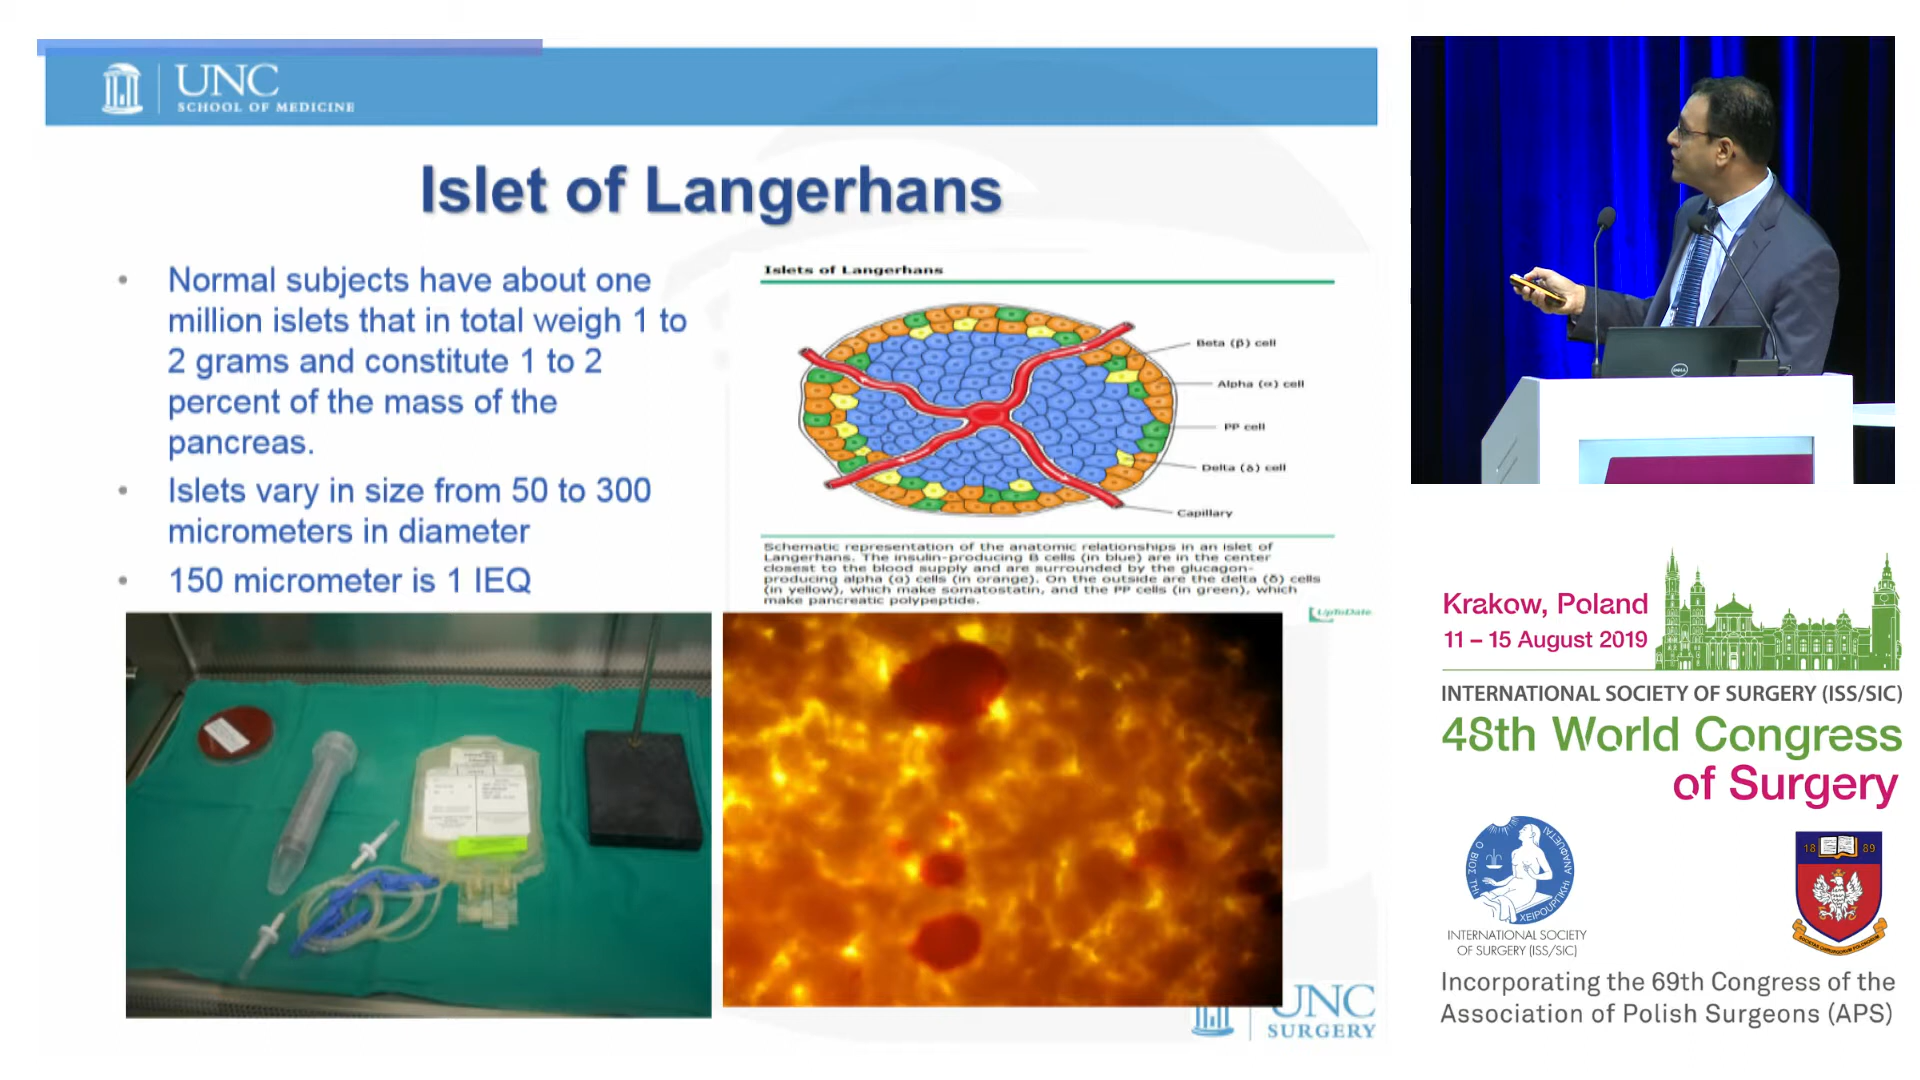 UNC
SCHOOL OF MEDICINE
Islet of Langerhans
• Normal subjects have about one
million islets that in total weigh 1 to
2 grams and constitute 1 to 2
percent of the mass of the
pancreas.
• Islets vary in size from 50 to 300
micrometers in diameter
• 150 micrometer is 1 IEQ
Islets of Langerhans
Beta (β) cell
Alpha (α) cell
PP cell
Delta (δ) cell
Capillary
Schematic representation of the anatomic relationships in an islet of
Langerhans. The insulin-producing B cells (in blue) are in the center
closest to the blood supply and are surrounded by the glucagon-
producing alpha (α) cells (in orange). On the outside are the delta (δ) cells
(in yellow), which make somatostatin, and the PP cells (in green), which
make pancreatic polypeptide.
UpToDate
UNC
SURGERY
DELL
Krakow, Poland
11 – 15 August 2019
INTERNATIONAL SOCIETY OF SURGERY (ISS/SIC)
48th World Congress
of Surgery
Ο ΒΙΟΣ ΤΗ ΧΕΙΡΟΥΡΓΙΚΗ ΑΝΑΦΥΕΤΑΙ
18 89
INTERNATIONAL SOCIETY
OF SURGERY (ISS/SIC)
Incorporating the 69th Congress of the
Association of Polish Surgeons (APS)